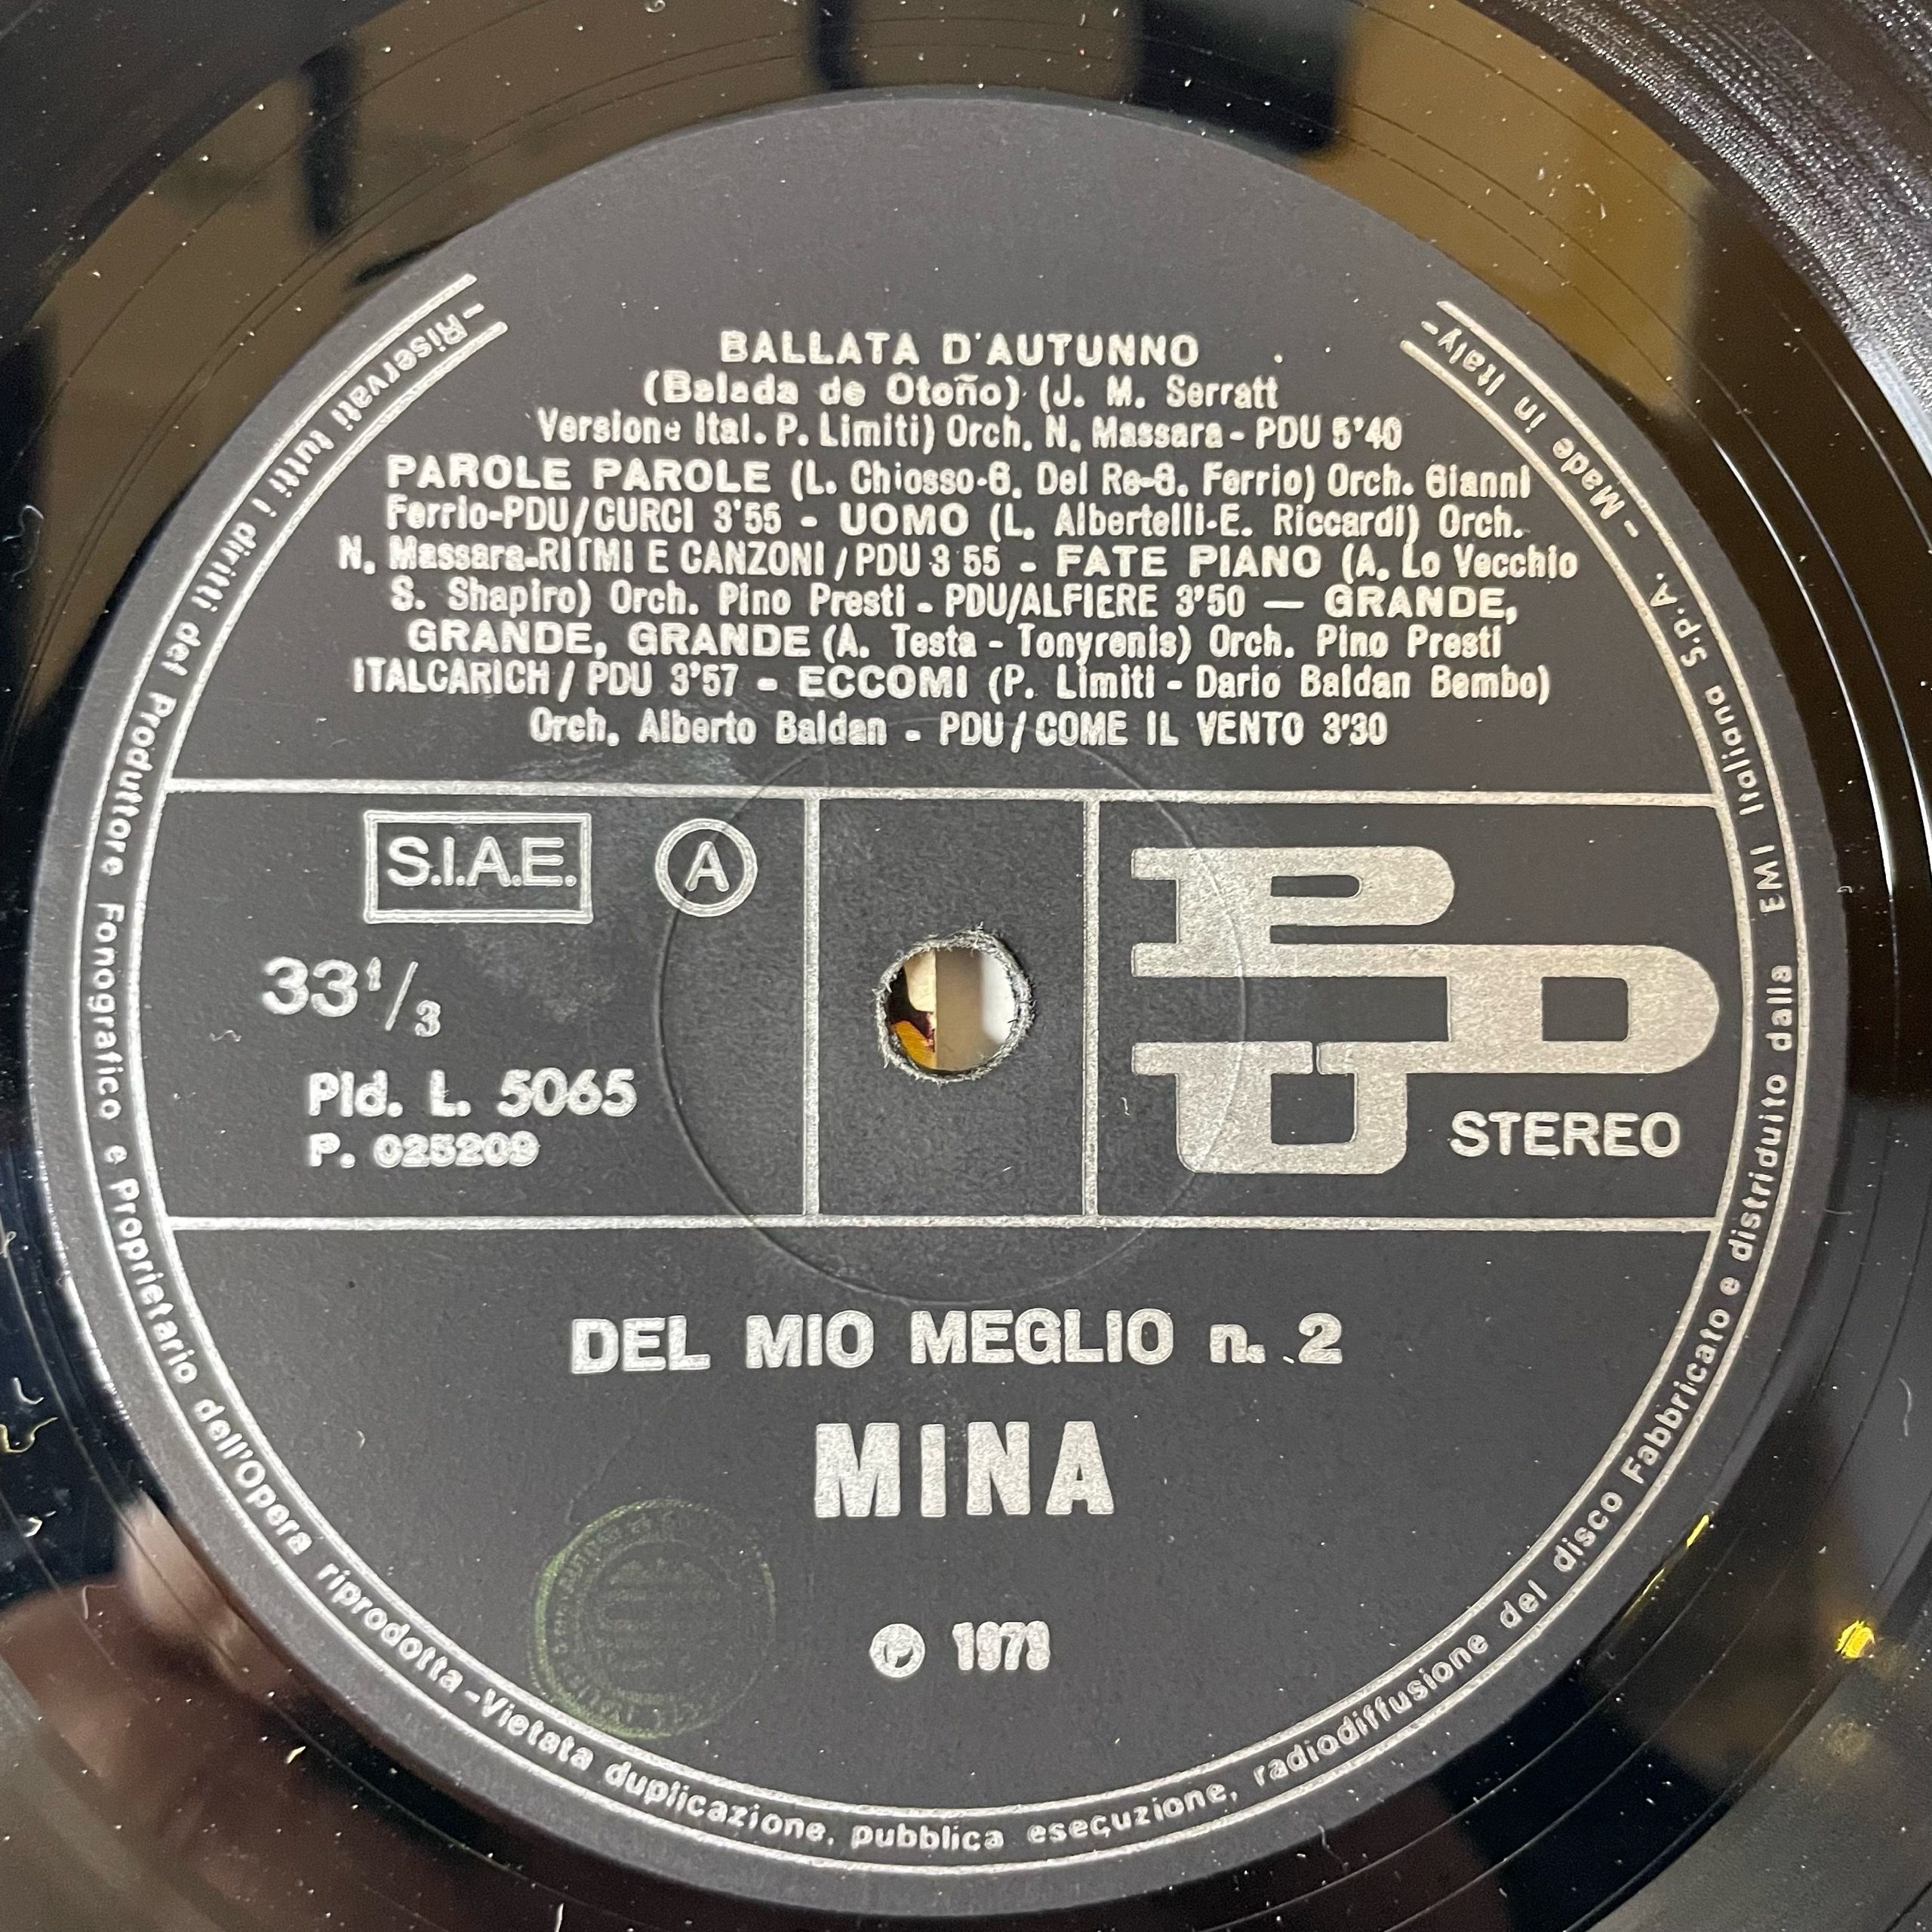 BALLATA D'AUTUNNO
(Balada de Otoño) (J. M. Serratt
Versione Ital. P. Limiti) Orch. N. Massara - PDU 5'40
PAROLE PAROLE (L. Chiosso-G. Del Re-G. Ferrio) Orch. Gianni
Ferrio-PDU/CURCI 3'55 - UOMO (L. Albertelli-E. Riccardi) Orch.
N. Massara-RITMI E CANZONI / PDU 3 55 - FATE PIANO (A. Lo Vecchio
S. Shapiro) Orch. Pino Presti - PDU/ALFIERE 3'50 — GRANDE,
GRANDE, GRANDE (A. Testa - Tonyrenis) Orch. Pino Presti
ITALCARICH / PDU 3'57 - ECCOMI (P. Limiti - Dario Baldan Bembo)
Orch. Alberto Baldan - PDU / COME IL VENTO 3'30
S.I.A.E. A
33 1/3
Pld. L. 5065
P. 025209
PDU
STEREO
DEL MIO MEGLIO n. 2
MINA
℗ 1973
-Riservati tutti i diritti del Produttore Fonografico e Proprietario dell'Opera riprodotta-Vietata duplicazione, pubblica esecuzione, radiodiffusione del disco Fabbricato e distribuito dalla EMI Italiana S.P.A. - Made in Italy-